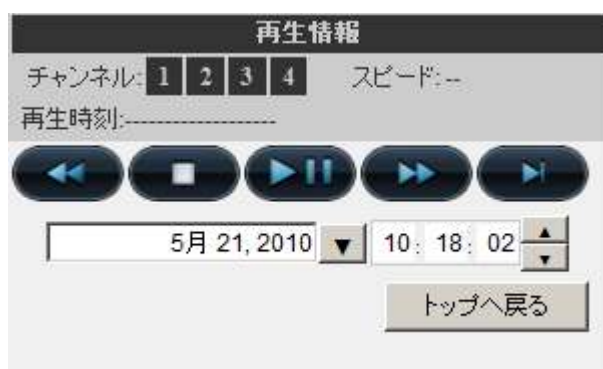 再生情報
チャンネル: 1 2 3 4 スピード:--
再生時刻:-------------------
5月 21, 2010 ▼ 10: 18: 02
トップへ戻る